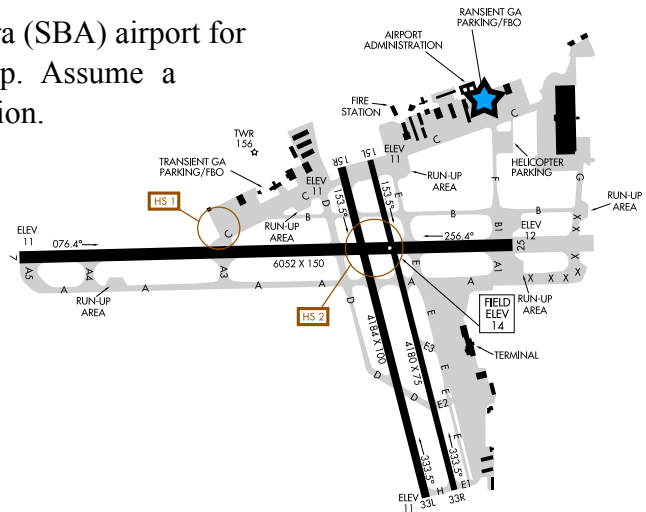 ra (SBA) airport for
p. Assume a
ion.
RANSIENT GA
PARKING/FBO
AIRPORT
ADMINISTRATION
FIRE
STATION
C
C
TWR
156
TRANSIENT GA
PARKING/FBO
ELEV
11
15R
15L
ELEV
11
HELICOPTER
PARKING
RUN-UP
AREA
F
G
HS 1
C
C
RUN-UP
AREA
B
D
153.5°
153.5°
E
B
B1
B
RUN-UP
AREA
X
X
ELEV
11
7
076.4°
256.4°
ELEV
12
25
6052 X 150
A5
A4
A3
A
A
A
A
A
E
A1
X X X X
RUN-UP
AREA
RUN-UP
AREA
HS 2
D
D
FIELD
ELEV
14
E
4184 X 100
4180 X 75
E3
E
TERMINAL
D
D
E
E2
E
333.5°
333.5°
ELEV
11
33L
H
33R
E1